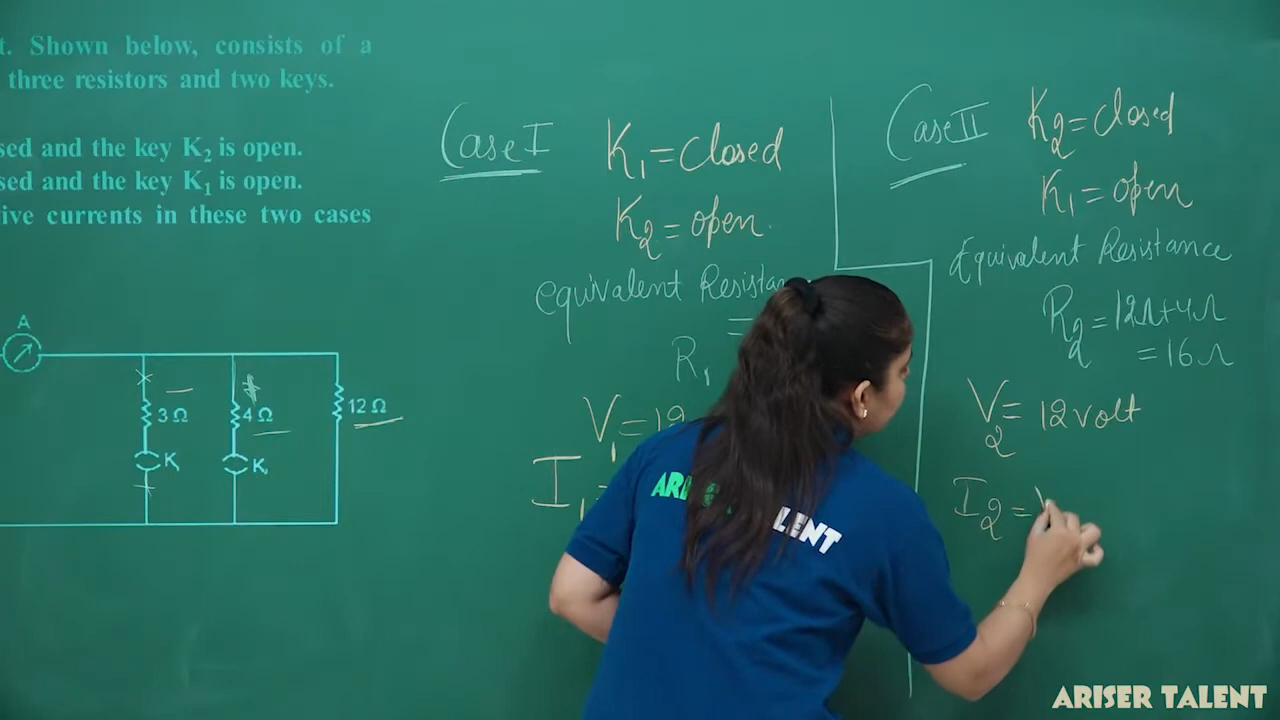 t. Shown below, consists of a
three resistors and two keys.
sed and the key K₂ is open.
sed and the key K₁ is open.
ive currents in these two cases
A
3 Ω
4 Ω
12 Ω
K₁
K₁
Case I
K₁ = closed
K₂ = open.
equivalent Resistan
=
R₁
V₁ = 12
I₁ =
Case II
K₂ = closed
K₁ = open
Equivalent Resistance
R₂ = 12Ω + 4Ω
= 16Ω
V₂ = 12 volt
I₂ =
ARI
LENT
ARISER TALENT